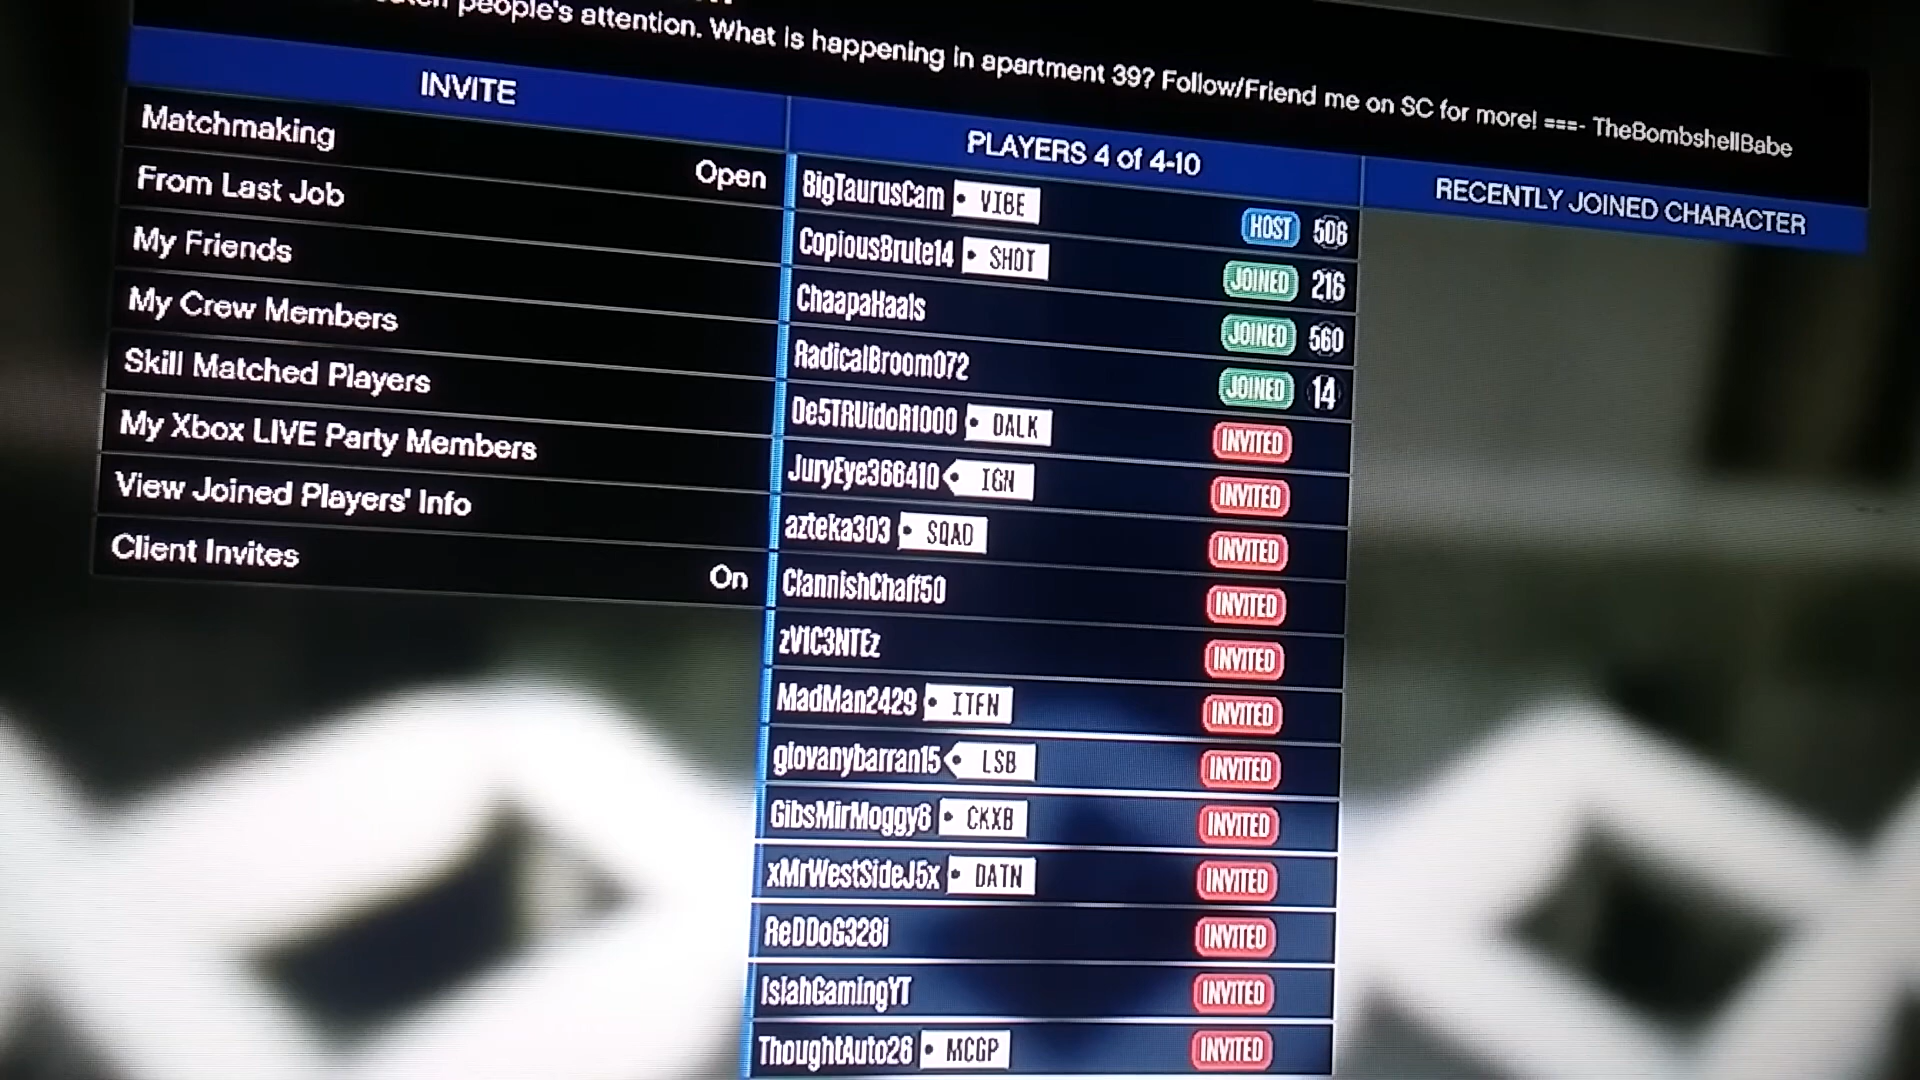 people's attention. What is happening in apartment 39? Follow/Friend me on SC for more! ===- TheBombshellBabe
INVITE
Matchmaking Open
From Last Job
My Friends
My Crew Members
Skill Matched Players
My Xbox LIVE Party Members
View Joined Players' Info
Client Invites On
PLAYERS 4 of 4-10
BigTaurusCam VIBE HOST 506
CopiousBrute14 SHOT JOINED 216
ChaapaHaals JOINED 560
RadicalBroom072 JOINED 14
De5TRUidoR1000 DALK INVITED
JuryEye366410 IGN INVITED
azteka303 SQAD INVITED
ClannishChaff50 INVITED
zV1C3NTEz INVITED
MadMan2429 ITFN INVITED
giovanybarran15 LSB INVITED
GibsMirMoggy6 CKXB INVITED
xMrWestSideJ5x DATN INVITED
ReDDoG328i INVITED
IsiahGamingYT INVITED
ThoughtAuto26 MCGP INVITED
RECENTLY JOINED CHARACTER